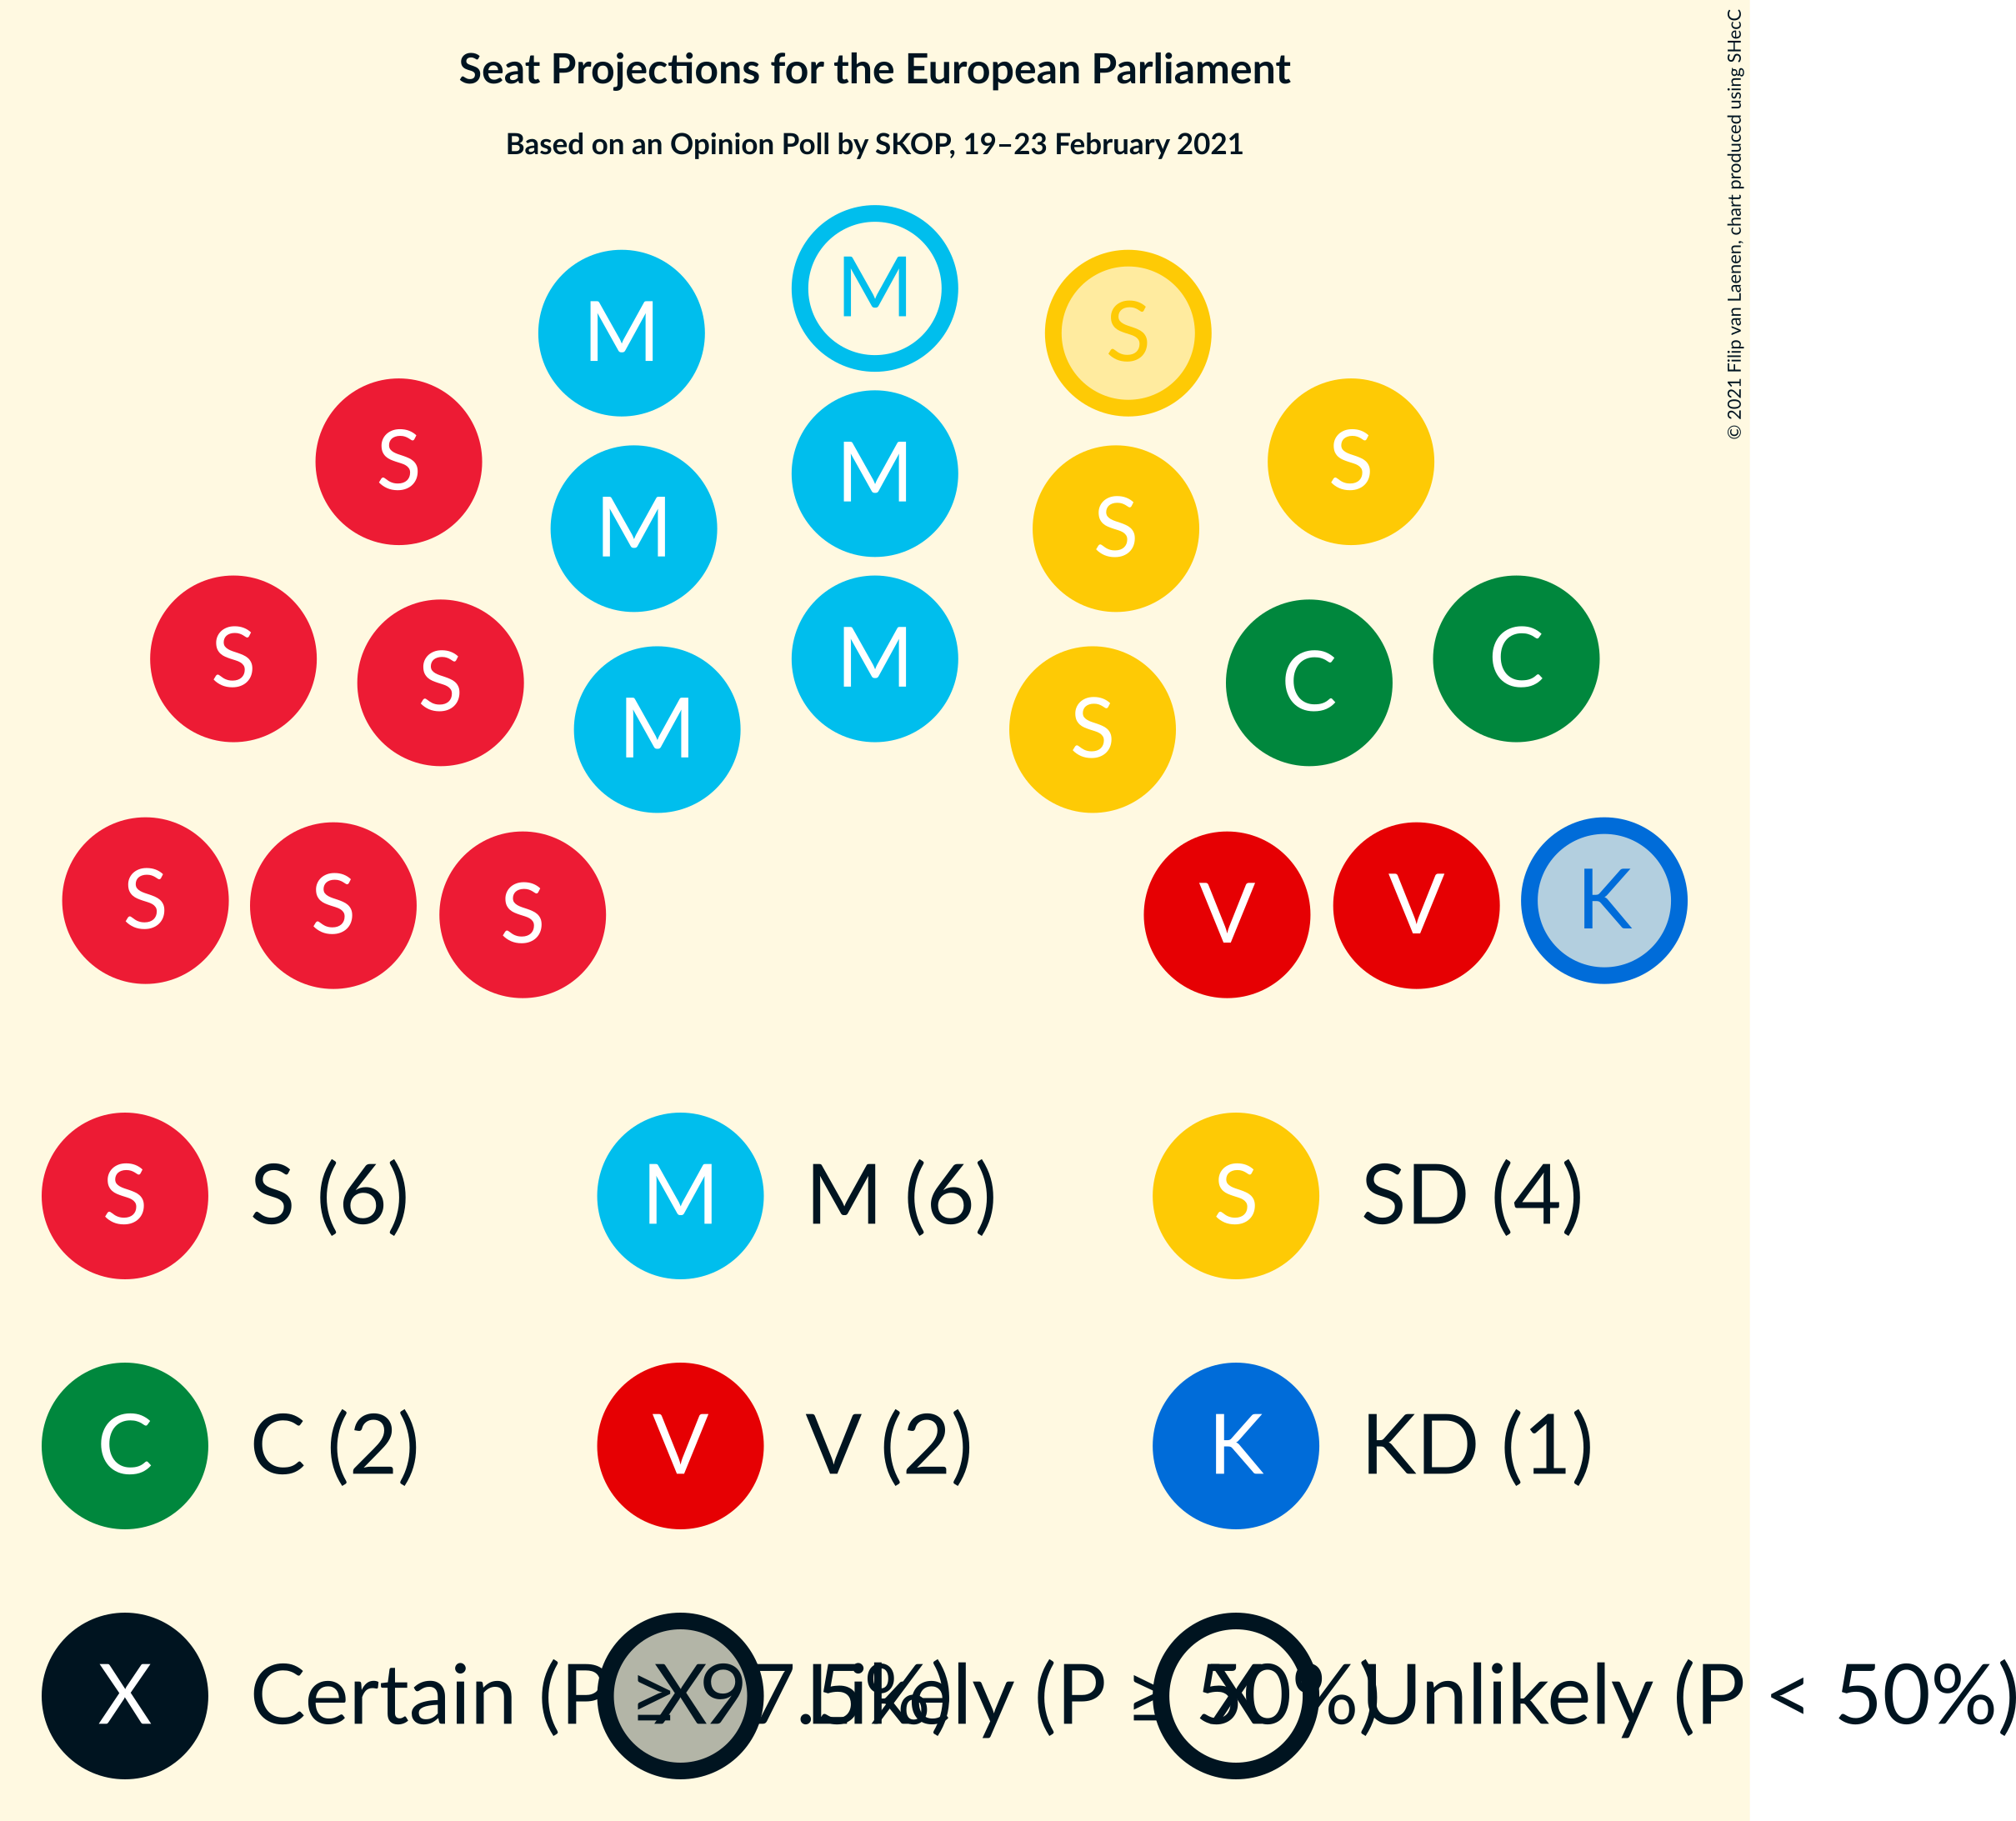 Seat Projections for the European Parliament
Based on an Opinion Poll by SKOP, 19–23 February 2021
© 2021 Filip van Laenen, chart produced using SHecC
M
M S
S M M S S
S S M M S C C
S S S V V K
S S (6) M M (6) S SD (4)
C C (2) V V (2) K KD (1)
X Certain (P ≥ 97.5%) X Likely (P ≥ 50%) X Unlikely (P < 50%)